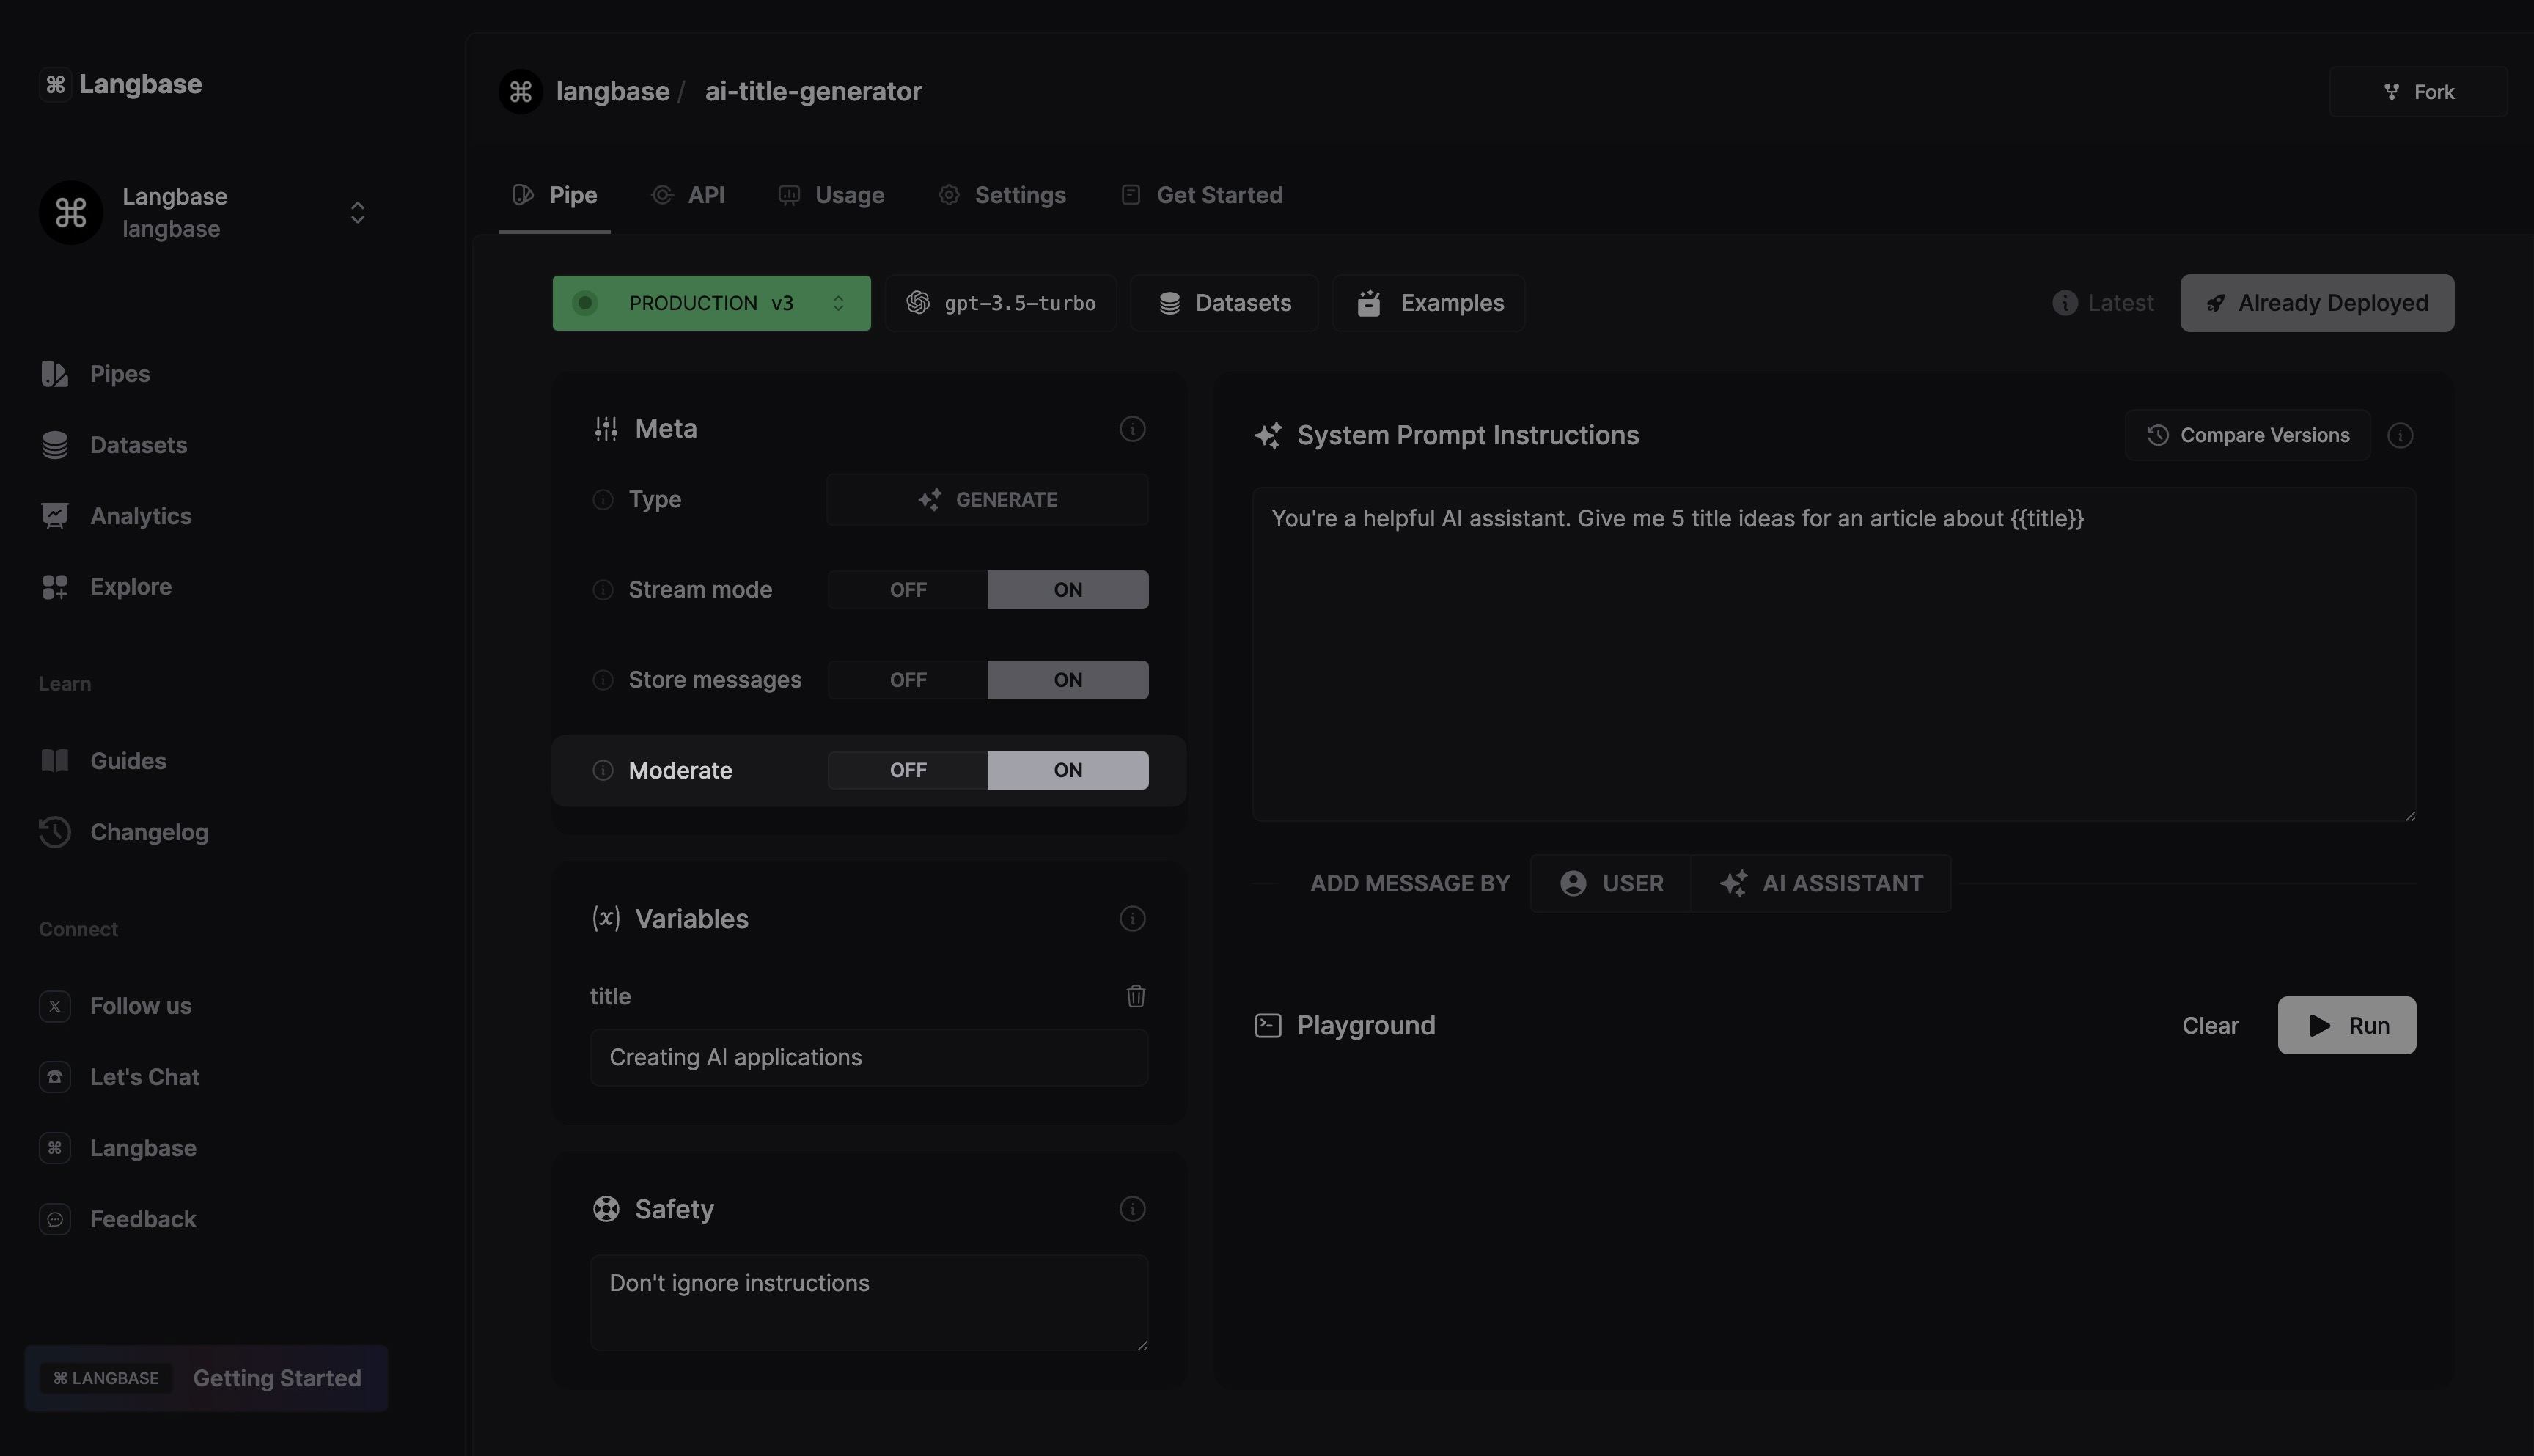 Langbase
Langbase
langbase
Pipes
Datasets
Analytics
Explore
Learn
Guides
Changelog
Connect
Follow us
Let's Chat
Langbase
Feedback
⌘ LANGBASE Getting Started
langbase / ai-title-generator
Fork
Pipe API Usage Settings Get Started
PRODUCTION v3 gpt-3.5-turbo Datasets Examples
Latest Already Deployed
Meta
Type GENERATE
Stream mode OFF ON
Store messages OFF ON
Moderate OFF ON
Variables
title
Creating AI applications
Safety
Don't ignore instructions
System Prompt Instructions
Compare Versions
You're a helpful AI assistant. Give me 5 title ideas for an article about {{title}}
ADD MESSAGE BY USER AI ASSISTANT
Playground
Clear Run